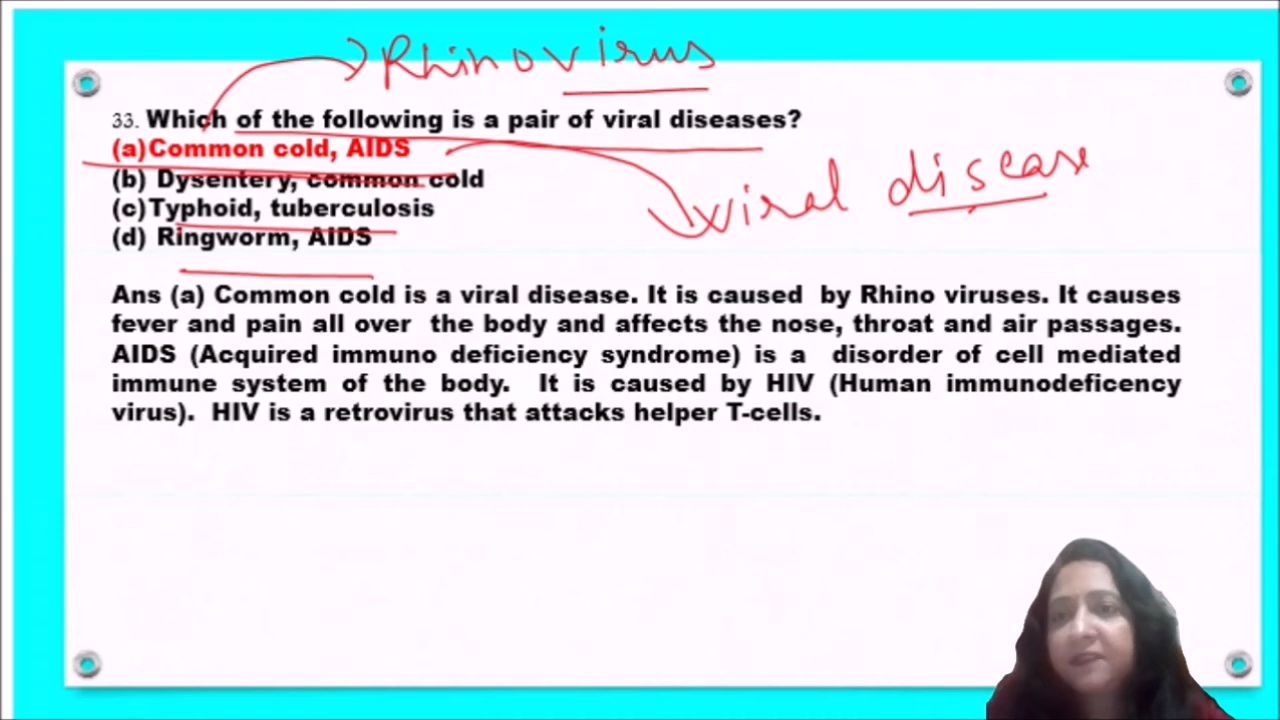 Rhinovirus
33. Which of the following is a pair of viral diseases?
(a)Common cold, AIDS
(b) Dysentery, common cold
viral disease
(c)Typhoid, tuberculosis
(d) Ringworm, AIDS
Ans (a) Common cold is a viral disease. It is caused by Rhino viruses. It causes
fever and pain all over the body and affects the nose, throat and air passages.
AIDS (Acquired immuno deficiency syndrome) is a disorder of cell mediated
immune system of the body. It is caused by HIV (Human immunodeficency
virus). HIV is a retrovirus that attacks helper T-cells.